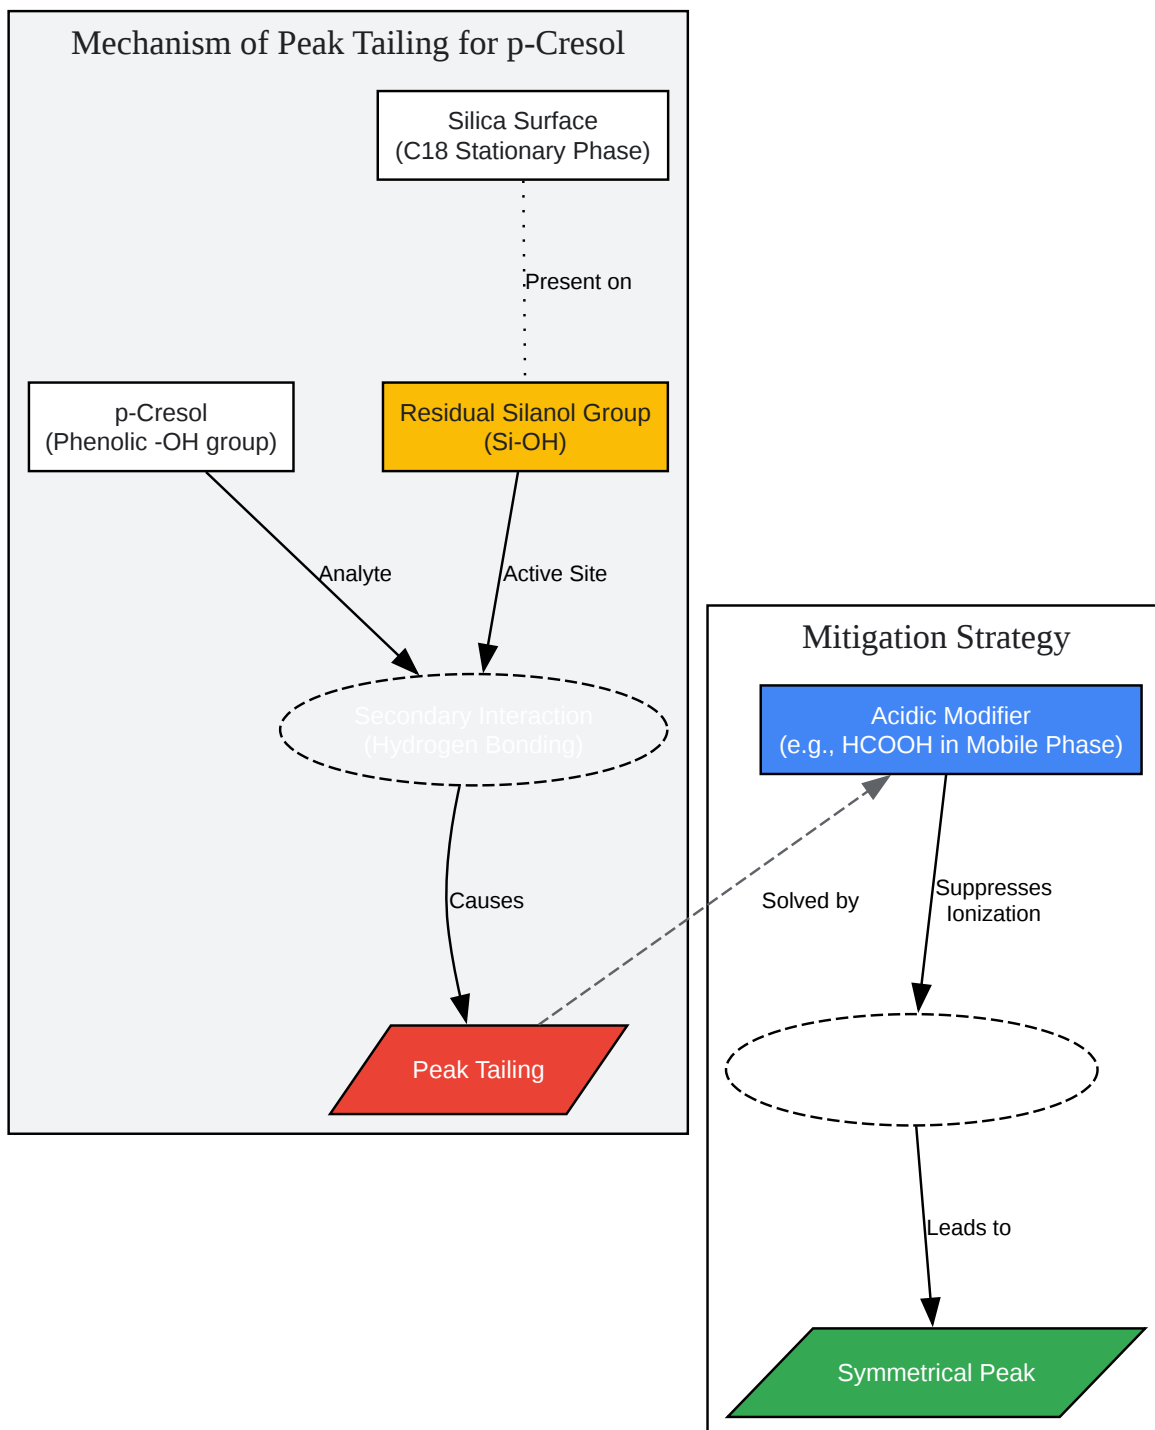 Mechanism of Peak Tailing for p-Cresol
Silica Surface
(C18 Stationary Phase)
Present on
p-Cresol
(Phenolic -OH group)
Residual Silanol Group
(Si-OH)
Analyte
Active Site
Secondary Interaction
(Hydrogen Bonding)
Causes
Peak Tailing
Mitigation Strategy
Acidic Modifier
(e.g., HCOOH in Mobile Phase)
Solved by
Suppresses
Ionization
Leads to
Symmetrical Peak